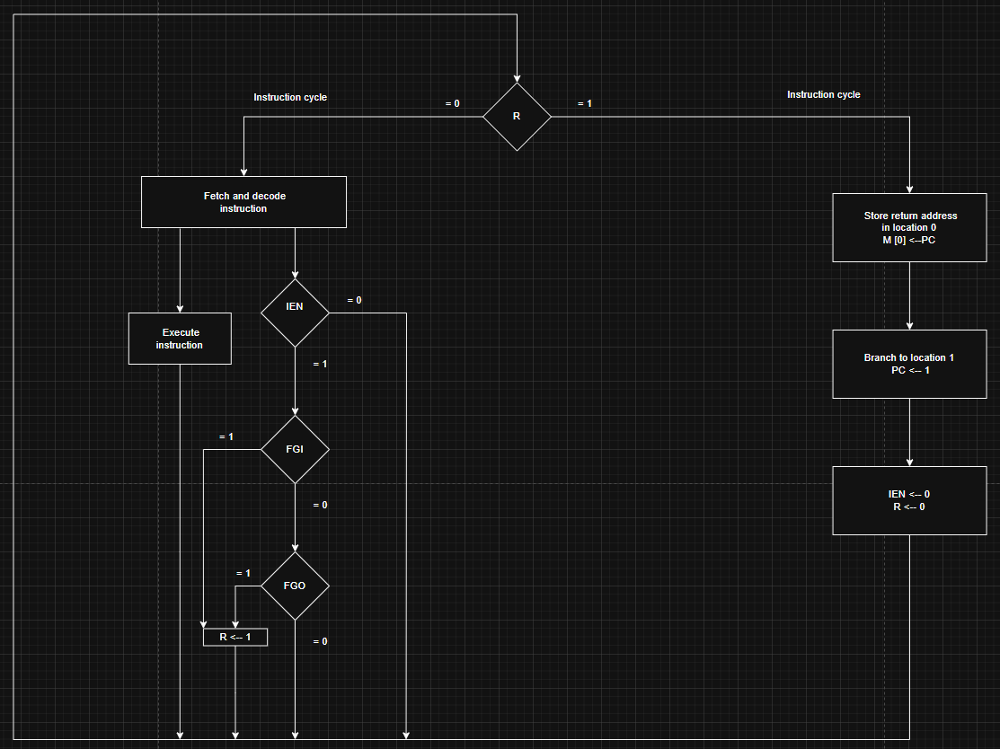 Instruction cycle
= 0
R
= 1
Instruction cycle
Fetch and decode
instruction
Store return address
in location 0
M [0] <--PC
IEN
= 0
Execute
instruction
= 1
Branch to location 1
PC <-- 1
= 1
FGI
= 0
IEN <-- 0
R <-- 0
= 1
FGO
R <-- 1
= 0